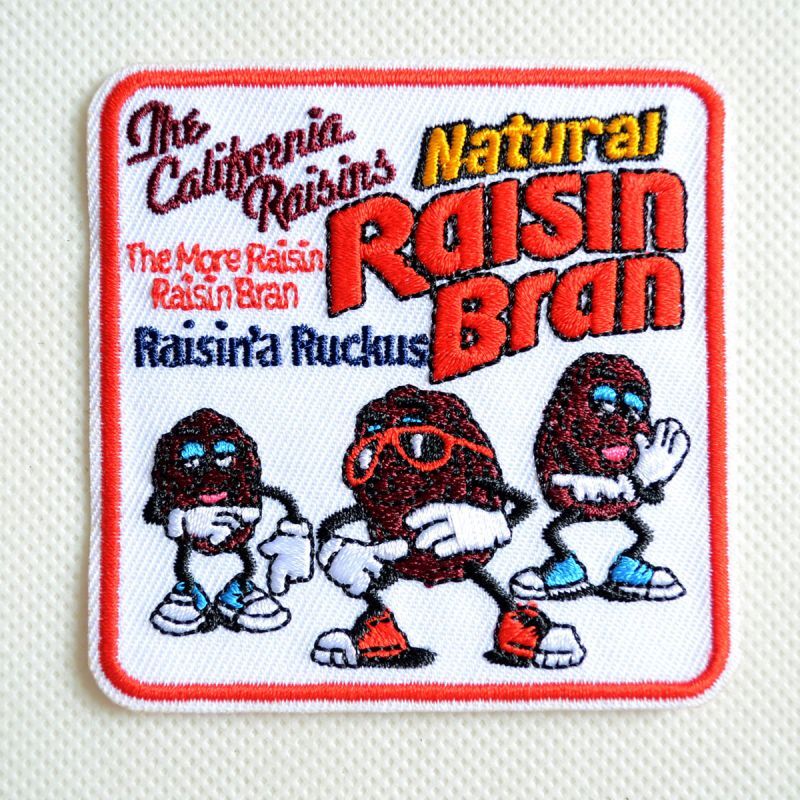 The
California
Raisins
Natural
Raisin
Bran
The More Raisin
Raisin Bran
Raisin'a Ruckus